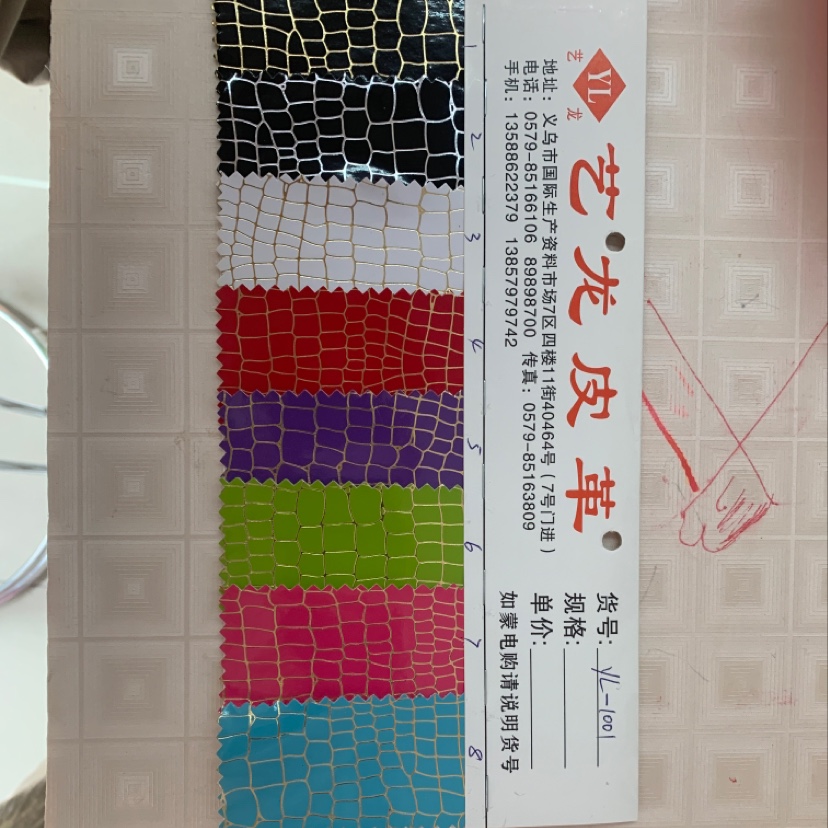 YL
艺 龙
艺龙皮革
地址：义乌市国际生产资料市场7区四楼11街40464号（7号门进）
电话：0579-85166106 89898700 传真：0579-85163809
手机：13588622379 13857979742
货号：YL-1001
规格：
单价：
如蒙电购请说明货号
1
2
3
4
5
6
7
8